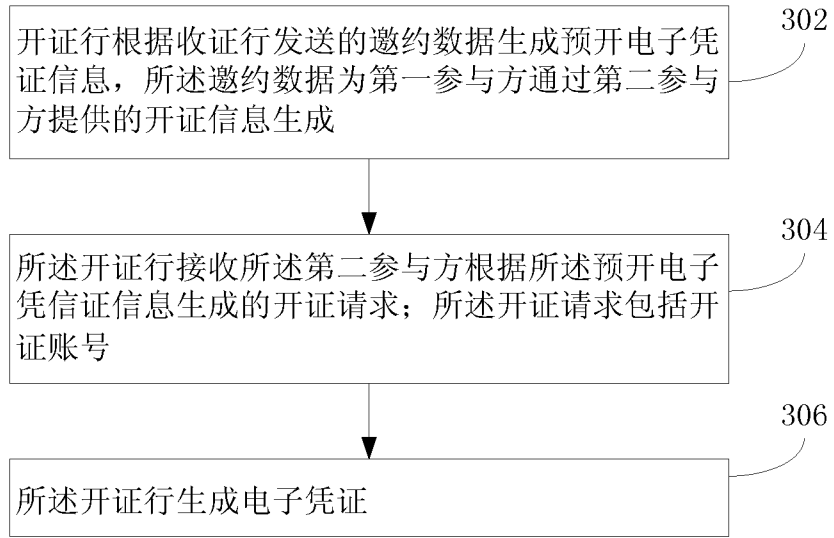 开证行根据收证行发送的邀约数据生成预开电子凭
证信息，所述邀约数据为第一参与方通过第二参与
方提供的开证信息生成
302
所述开证行接收所述第二参与方根据所述预开电子
凭信证信息生成的开证请求；所述开证请求包括开
证账号
304
所述开证行生成电子凭证
306